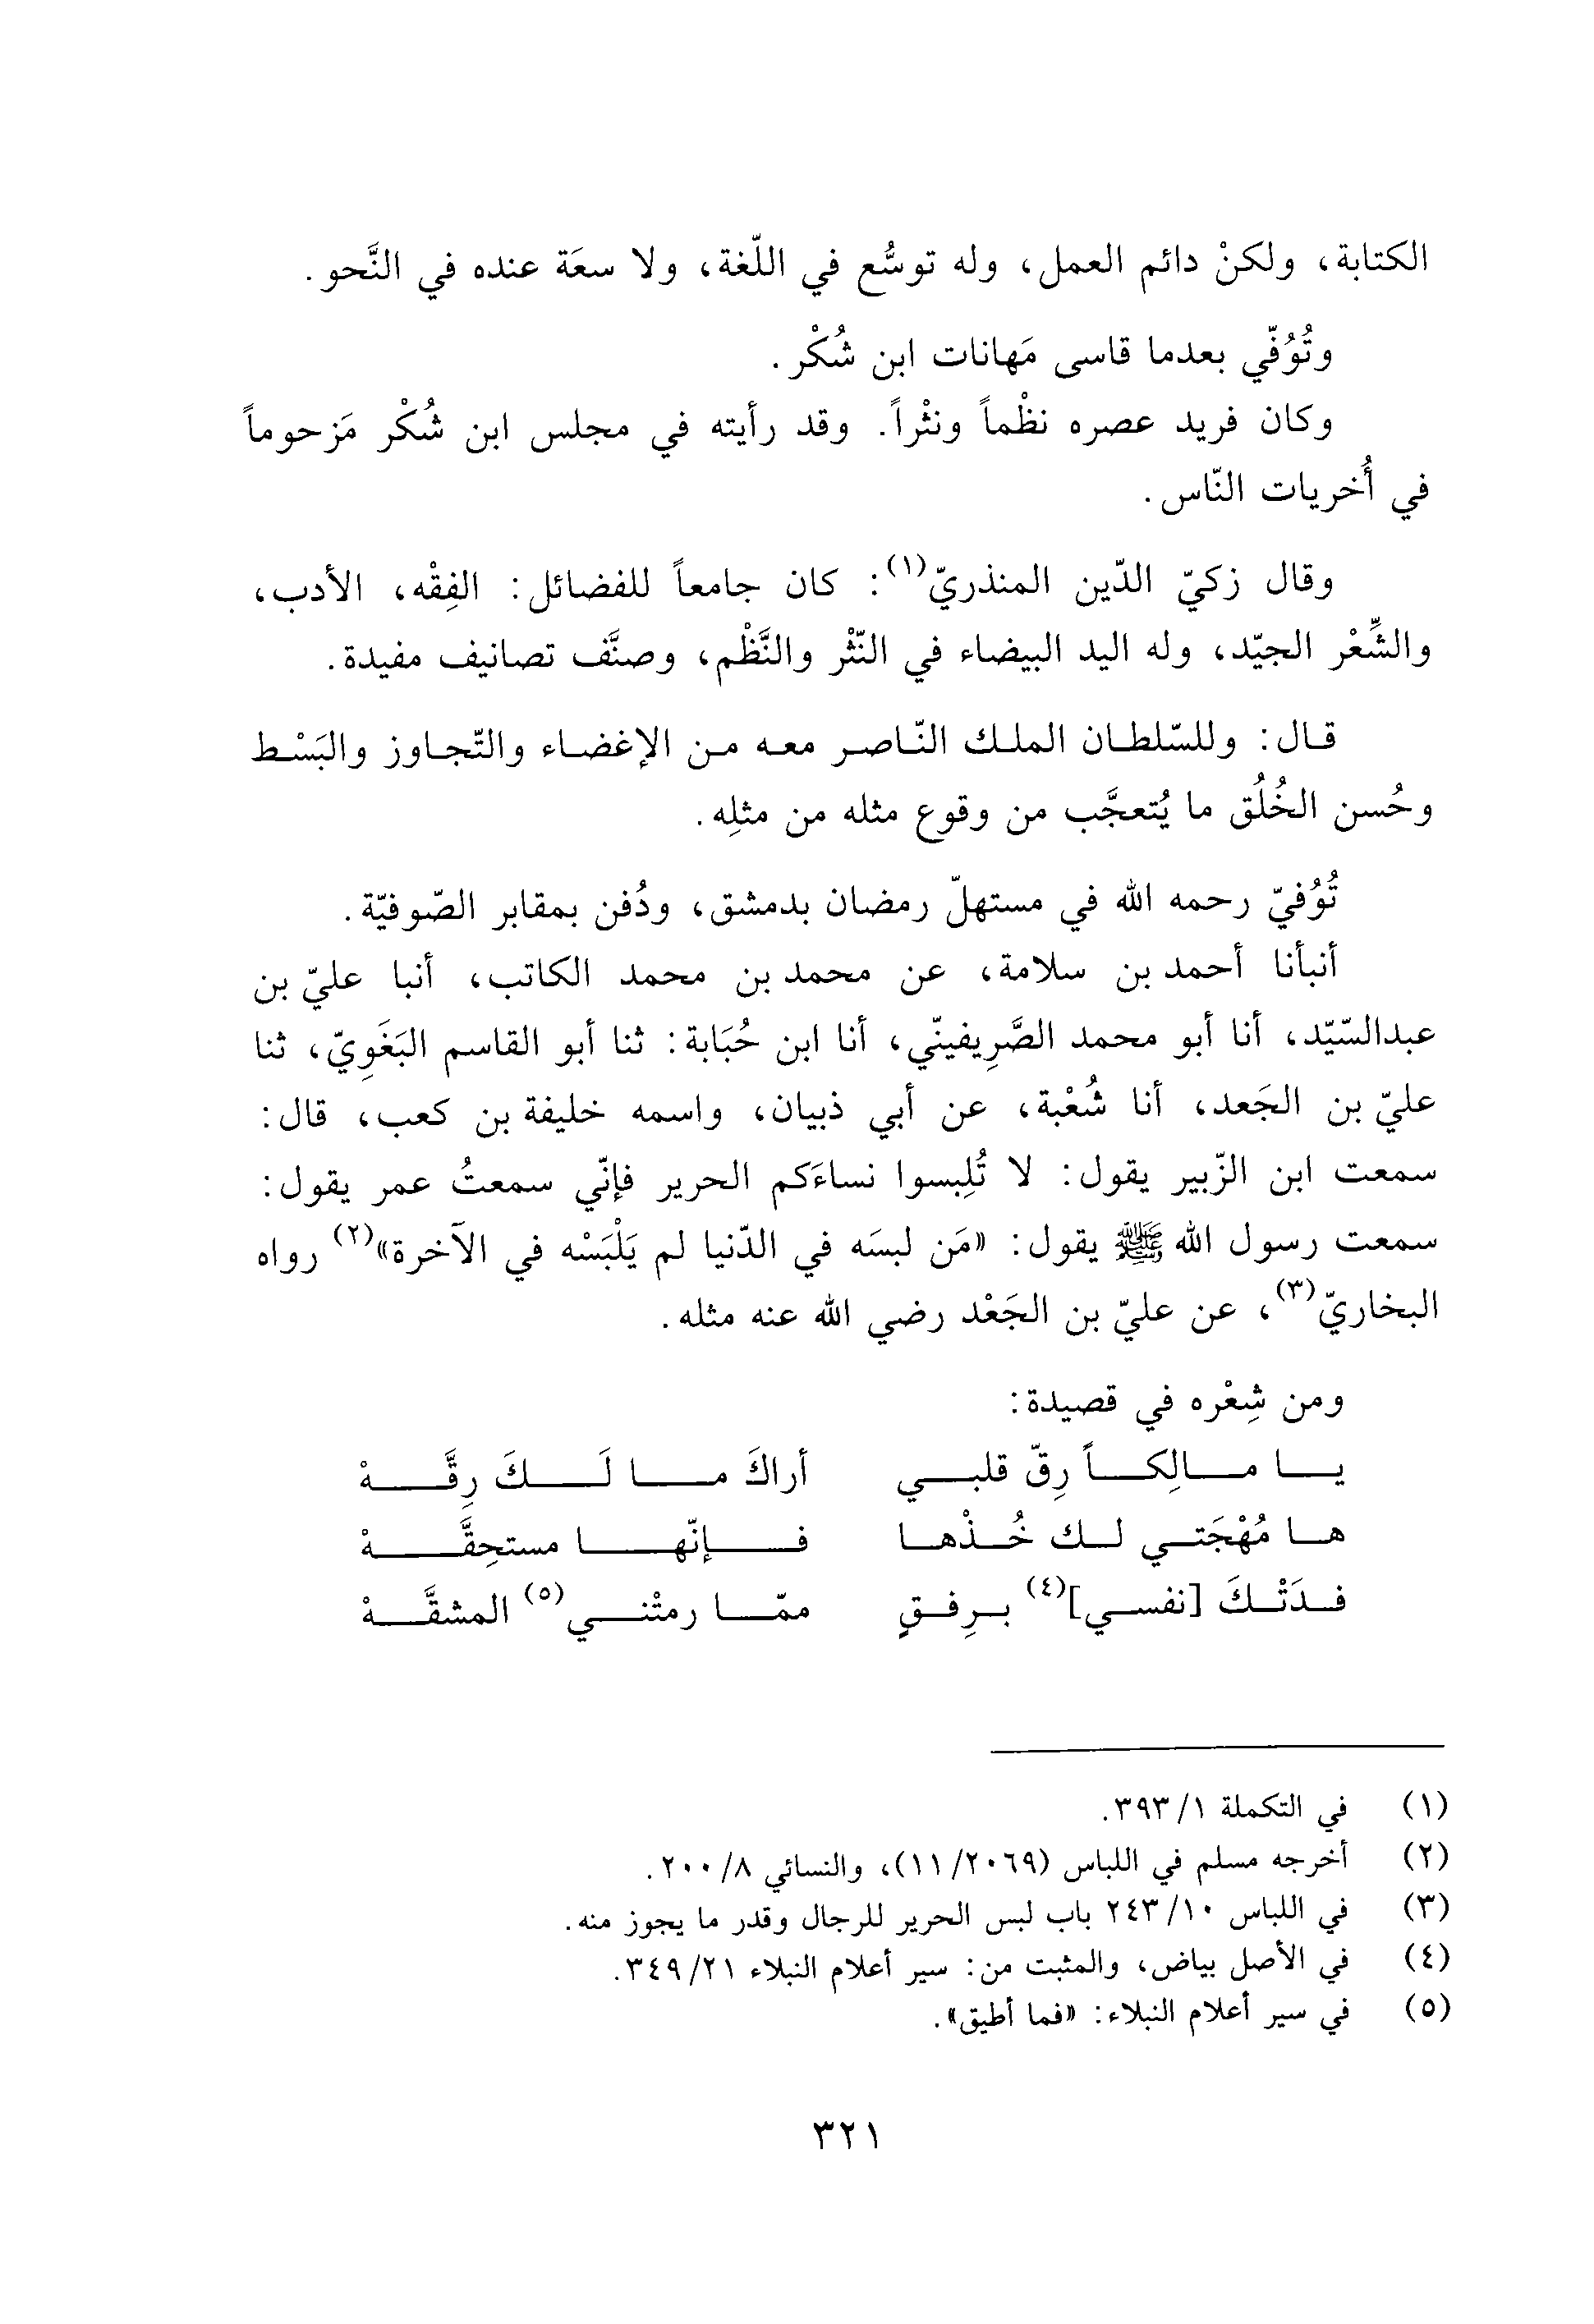 الكتابة، ولكنْ دائم العمل، وله توسُّع في اللّغة، ولا سعَة عنده في النَّحو.
وتُوُفّي بعدما قاسى مَهانات ابن شُكْر.
وكان فريد عصره نظْماً ونثْراً. وقد رأيته في مجلس ابن شُكْر مَزحوماً
في أُخريات النّاس.
وقال زكيّ الدّين المنذريّ(١): كان جامعاً للفضائل: الفِقْه، الأدب،
والشِّعْر الجيّد، وله اليد البيضاء في النّثْر والنَّظْم، وصنَّف تصانيف مفيدة.
قال: وللسّلطان الملك النّاصر معه من الإغضاء والتّجاوز والبَسْط
وحُسن الخُلُق ما يُتعجَّب من وقوع مثله من مثلِه.
تُوُفيّ رحمه الله في مستهلّ رمضان بدمشق، ودُفن بمقابر الصّوفيّة.
أنبأنا أحمد بن سلامة، عن محمد بن محمد الكاتب، أنبا عليّ بن
عبدالسّيّد، أنا أبو محمد الصَّرِيفينّي، أنا ابن حُبَابة: ثنا أبو القاسم البَغَوِيّ، ثنا
عليّ بن الجَعد، أنا شُعْبة، عن أبي ذبيان، واسمه خليفة بن كعب، قال:
سمعت ابن الزّبير يقول: لا تُلِبسوا نساءَكم الحرير فإنّي سمعتُ عمر يقول:
سمعت رسول الله ﷺ يقول: «مَن لبسَه في الدّنيا لم يَلْبَسْه في الآخرة»(٢) رواه
البخاريّ(٣)، عن عليّ بن الجَعْد رضي الله عنه مثله.
ومن شِعْره في قصيدة:
يا مالِكاً رِقّ قلبي أراكَ ما لَكَ رِقَّهْ
ها مُهْجَتي لك خُذْها فإنّها مستحِقَّهْ
فدَتْكَ [نفسي](٤) برِفقٍ ممّا رمتْني(٥) المشقَّهْ
(١) في التكملة ٣٩٣/١.
(٢) أخرجه مسلم في اللباس (١١/٢٠٦٩)، والنسائي ٢٠٠/٨.
(٣) في اللباس ٢٤٣/١٠ باب لبس الحرير للرجال وقدر ما يجوز منه.
(٤) في الأصل بياض، والمثبت من: سير أعلام النبلاء ٣٤٩/٢١.
(٥) في سير أعلام النبلاء: «فما أطيق».
٣٢١